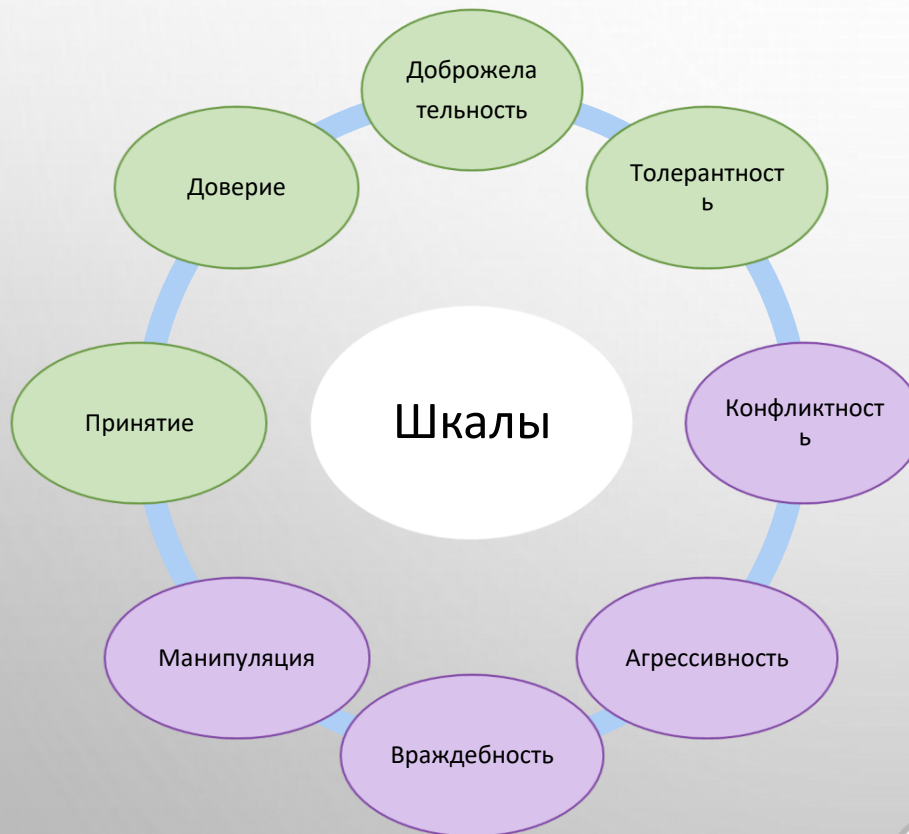 Доброжела
тельность
Толерантност
ь
Конфликтност
ь
Агрессивность
Враждебность
Манипуляция
Принятие
Доверие
Шкалы